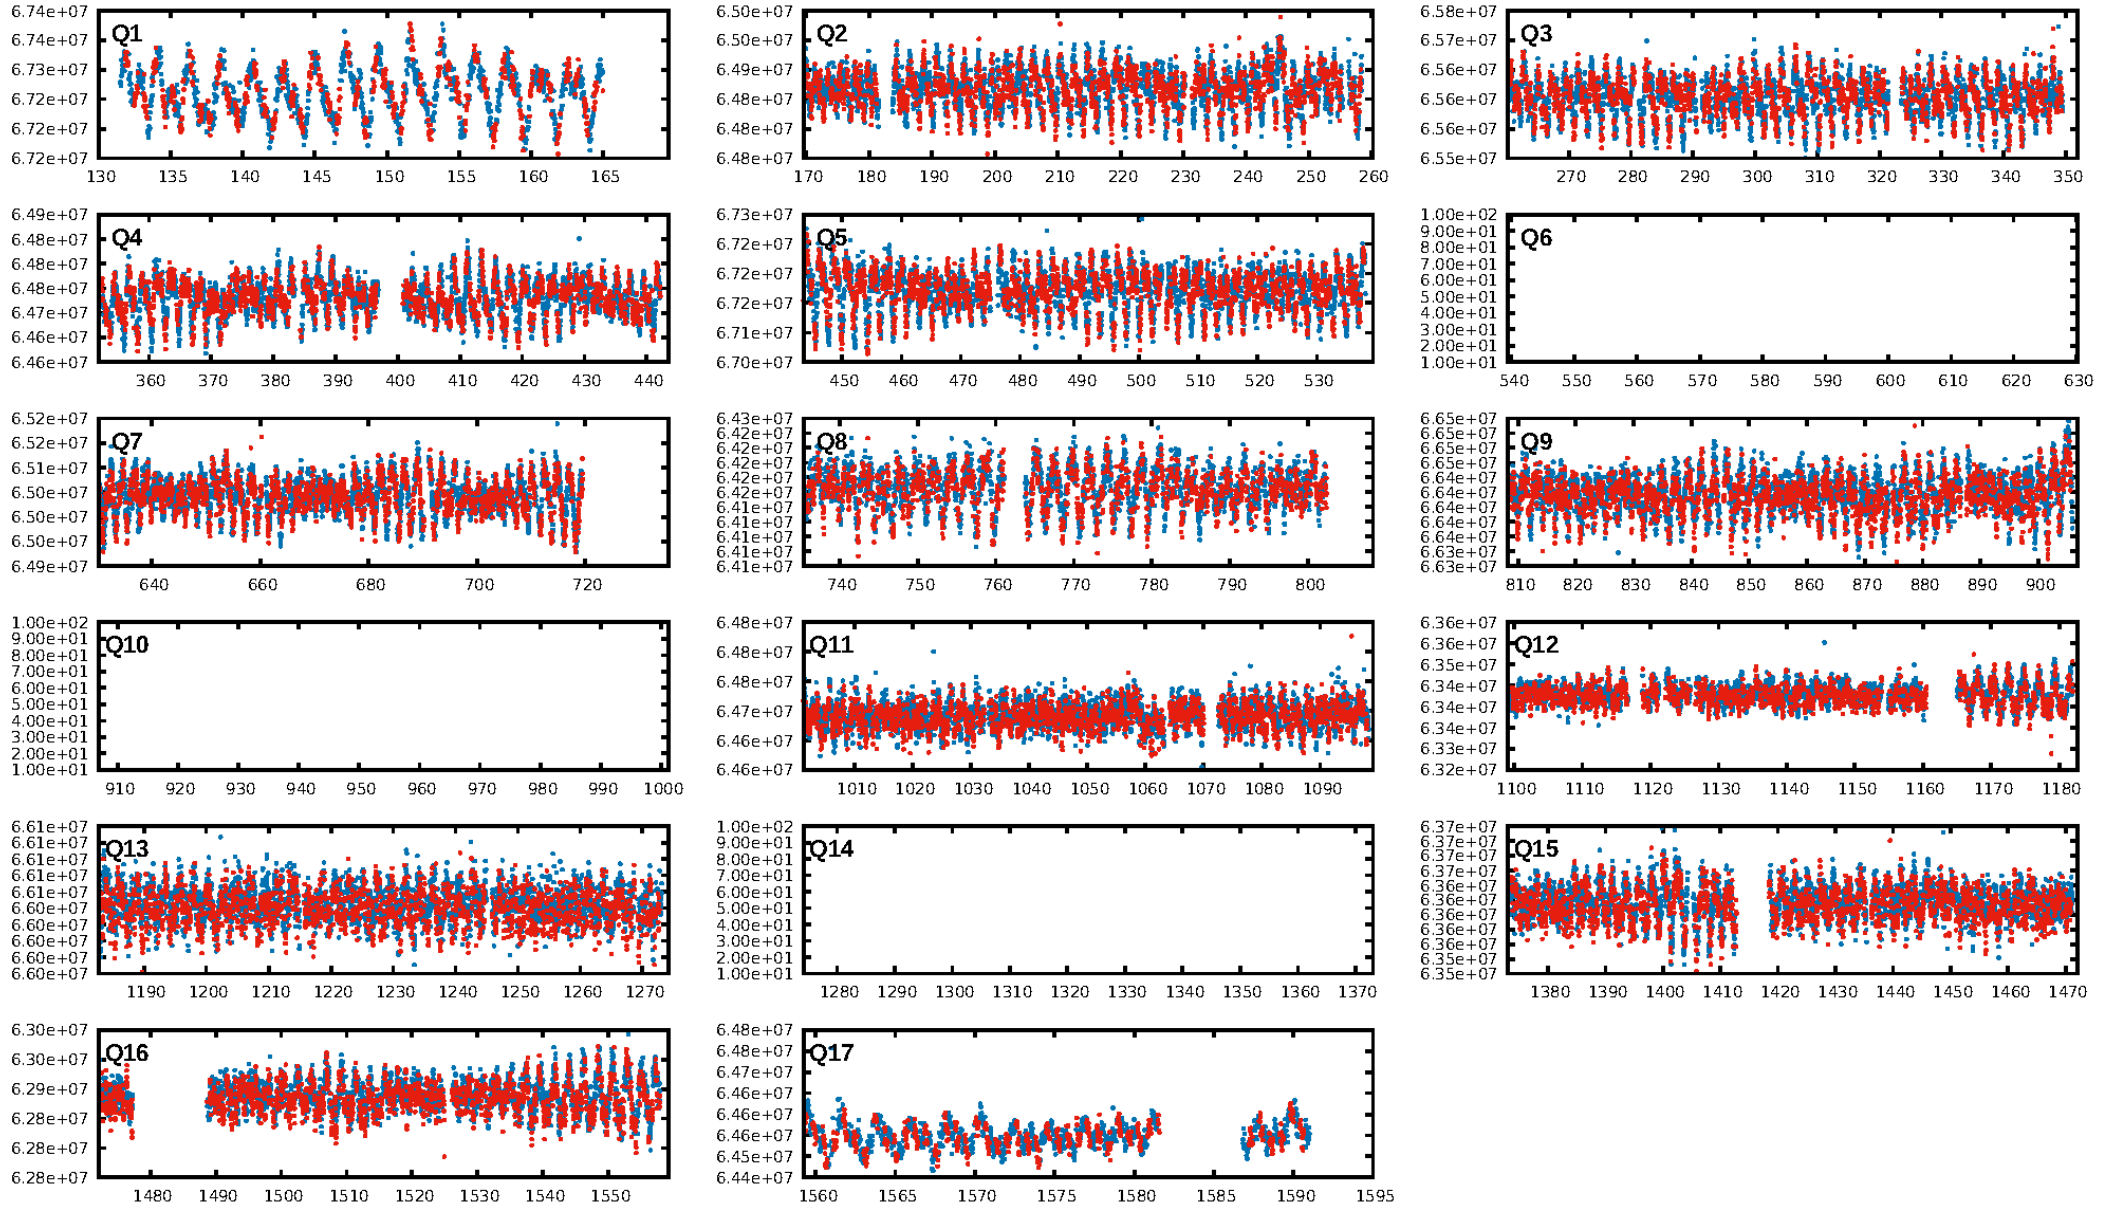 6.74e+07
6.74e+07
6.73e+07
6.72e+07
6.72e+07
6.72e+07
Q1
130 135 140 145 150 155 160 165
6.50e+07
6.50e+07
6.49e+07
6.48e+07
6.48e+07
6.48e+07
Q2
170 180 190 200 210 220 230 240 250 260
6.58e+07
6.57e+07
6.56e+07
6.56e+07
6.56e+07
6.55e+07
Q3
270 280 290 300 310 320 330 340 350
6.49e+07
6.48e+07
6.48e+07
6.48e+07
6.47e+07
6.46e+07
6.46e+07
Q4
360 370 380 390 400 410 420 430 440
6.73e+07
6.72e+07
6.72e+07
6.72e+07
6.71e+07
6.70e+07
Q5
450 460 470 480 490 500 510 520 530
1.00e+02
9.00e+01
8.00e+01
7.00e+01
6.00e+01
5.00e+01
4.00e+01
3.00e+01
2.00e+01
1.00e+01
Q6
540 550 560 570 580 590 600 610 620 630
6.52e+07
6.52e+07
6.51e+07
6.50e+07
6.50e+07
6.50e+07
6.49e+07
Q7
640 660 680 700 720
6.43e+07
6.42e+07
6.42e+07
6.42e+07
6.42e+07
6.42e+07
6.41e+07
6.41e+07
6.41e+07
6.41e+07
6.41e+07
Q8
740 750 760 770 780 790 800
6.65e+07
6.65e+07
6.65e+07
6.65e+07
6.64e+07
6.64e+07
6.64e+07
6.64e+07
6.64e+07
6.63e+07
6.63e+07
Q9
810 820 830 840 850 860 870 880 890 900
1.00e+02
9.00e+01
8.00e+01
7.00e+01
6.00e+01
5.00e+01
4.00e+01
3.00e+01
2.00e+01
1.00e+01
Q10
910 920 930 940 950 960 970 980 990 1000
6.48e+07
6.48e+07
6.48e+07
6.47e+07
6.46e+07
6.46e+07
Q11
1010 1020 1030 1040 1050 1060 1070 1080 1090
6.36e+07
6.36e+07
6.35e+07
6.34e+07
6.34e+07
6.34e+07
6.33e+07
6.32e+07
Q12
1100 1110 1120 1130 1140 1150 1160 1170 1180
6.61e+07
6.61e+07
6.61e+07
6.61e+07
6.61e+07
6.60e+07
6.60e+07
6.60e+07
6.60e+07
6.60e+07
Q13
1190 1200 1210 1220 1230 1240 1250 1260 1270
1.00e+02
9.00e+01
8.00e+01
7.00e+01
6.00e+01
5.00e+01
4.00e+01
3.00e+01
2.00e+01
1.00e+01
Q14
1280 1290 1300 1310 1320 1330 1340 1350 1360 1370
6.37e+07
6.37e+07
6.37e+07
6.37e+07
6.36e+07
6.36e+07
6.36e+07
6.36e+07
6.36e+07
6.35e+07
6.35e+07
Q15
1380 1390 1400 1410 1420 1430 1440 1450 1460 1470
6.30e+07
6.30e+07
6.29e+07
6.28e+07
6.28e+07
6.28e+07
Q16
1480 1490 1500 1510 1520 1530 1540 1550
6.48e+07
6.48e+07
6.47e+07
6.46e+07
6.46e+07
6.45e+07
6.44e+07
Q17
1560 1565 1570 1575 1580 1585 1590 1595